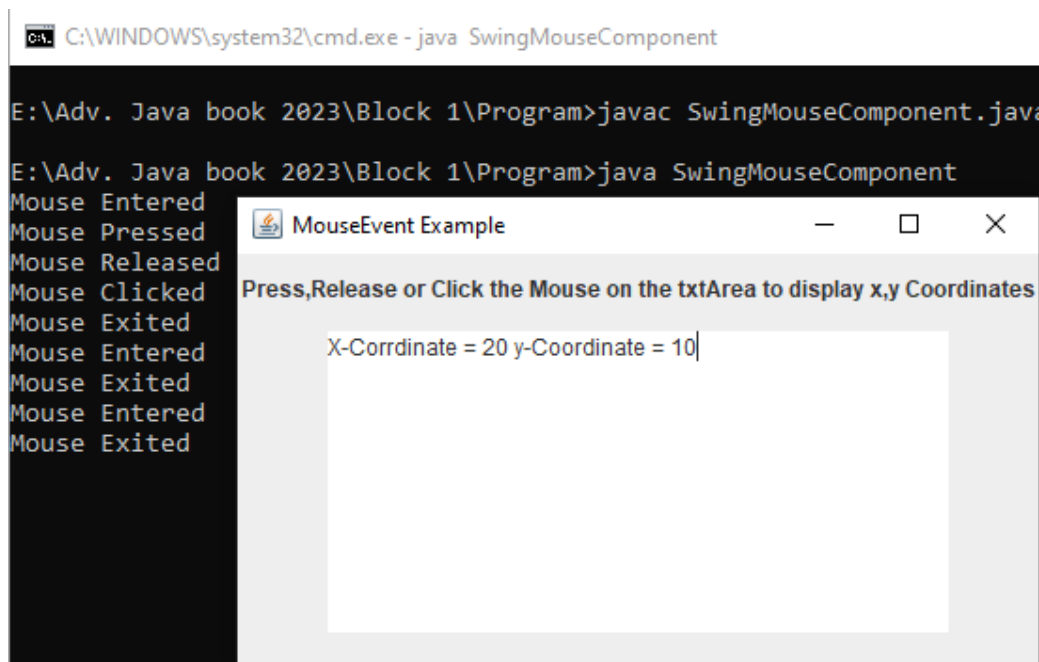 C:\WINDOWS\system32\cmd.exe - java  SwingMouseComponent
E:\Adv. Java book 2023\Block 1\Program>javac SwingMouseComponent.java
E:\Adv. Java book 2023\Block 1\Program>java SwingMouseComponent
Mouse Entered
Mouse Pressed
Mouse Released
Mouse Clicked
Mouse Exited
Mouse Entered
Mouse Exited
Mouse Entered
Mouse Exited
MouseEvent Example
Press,Release or Click the Mouse on the txtArea to display x,y Coordinates
X-Corrdinate = 20 y-Coordinate = 10